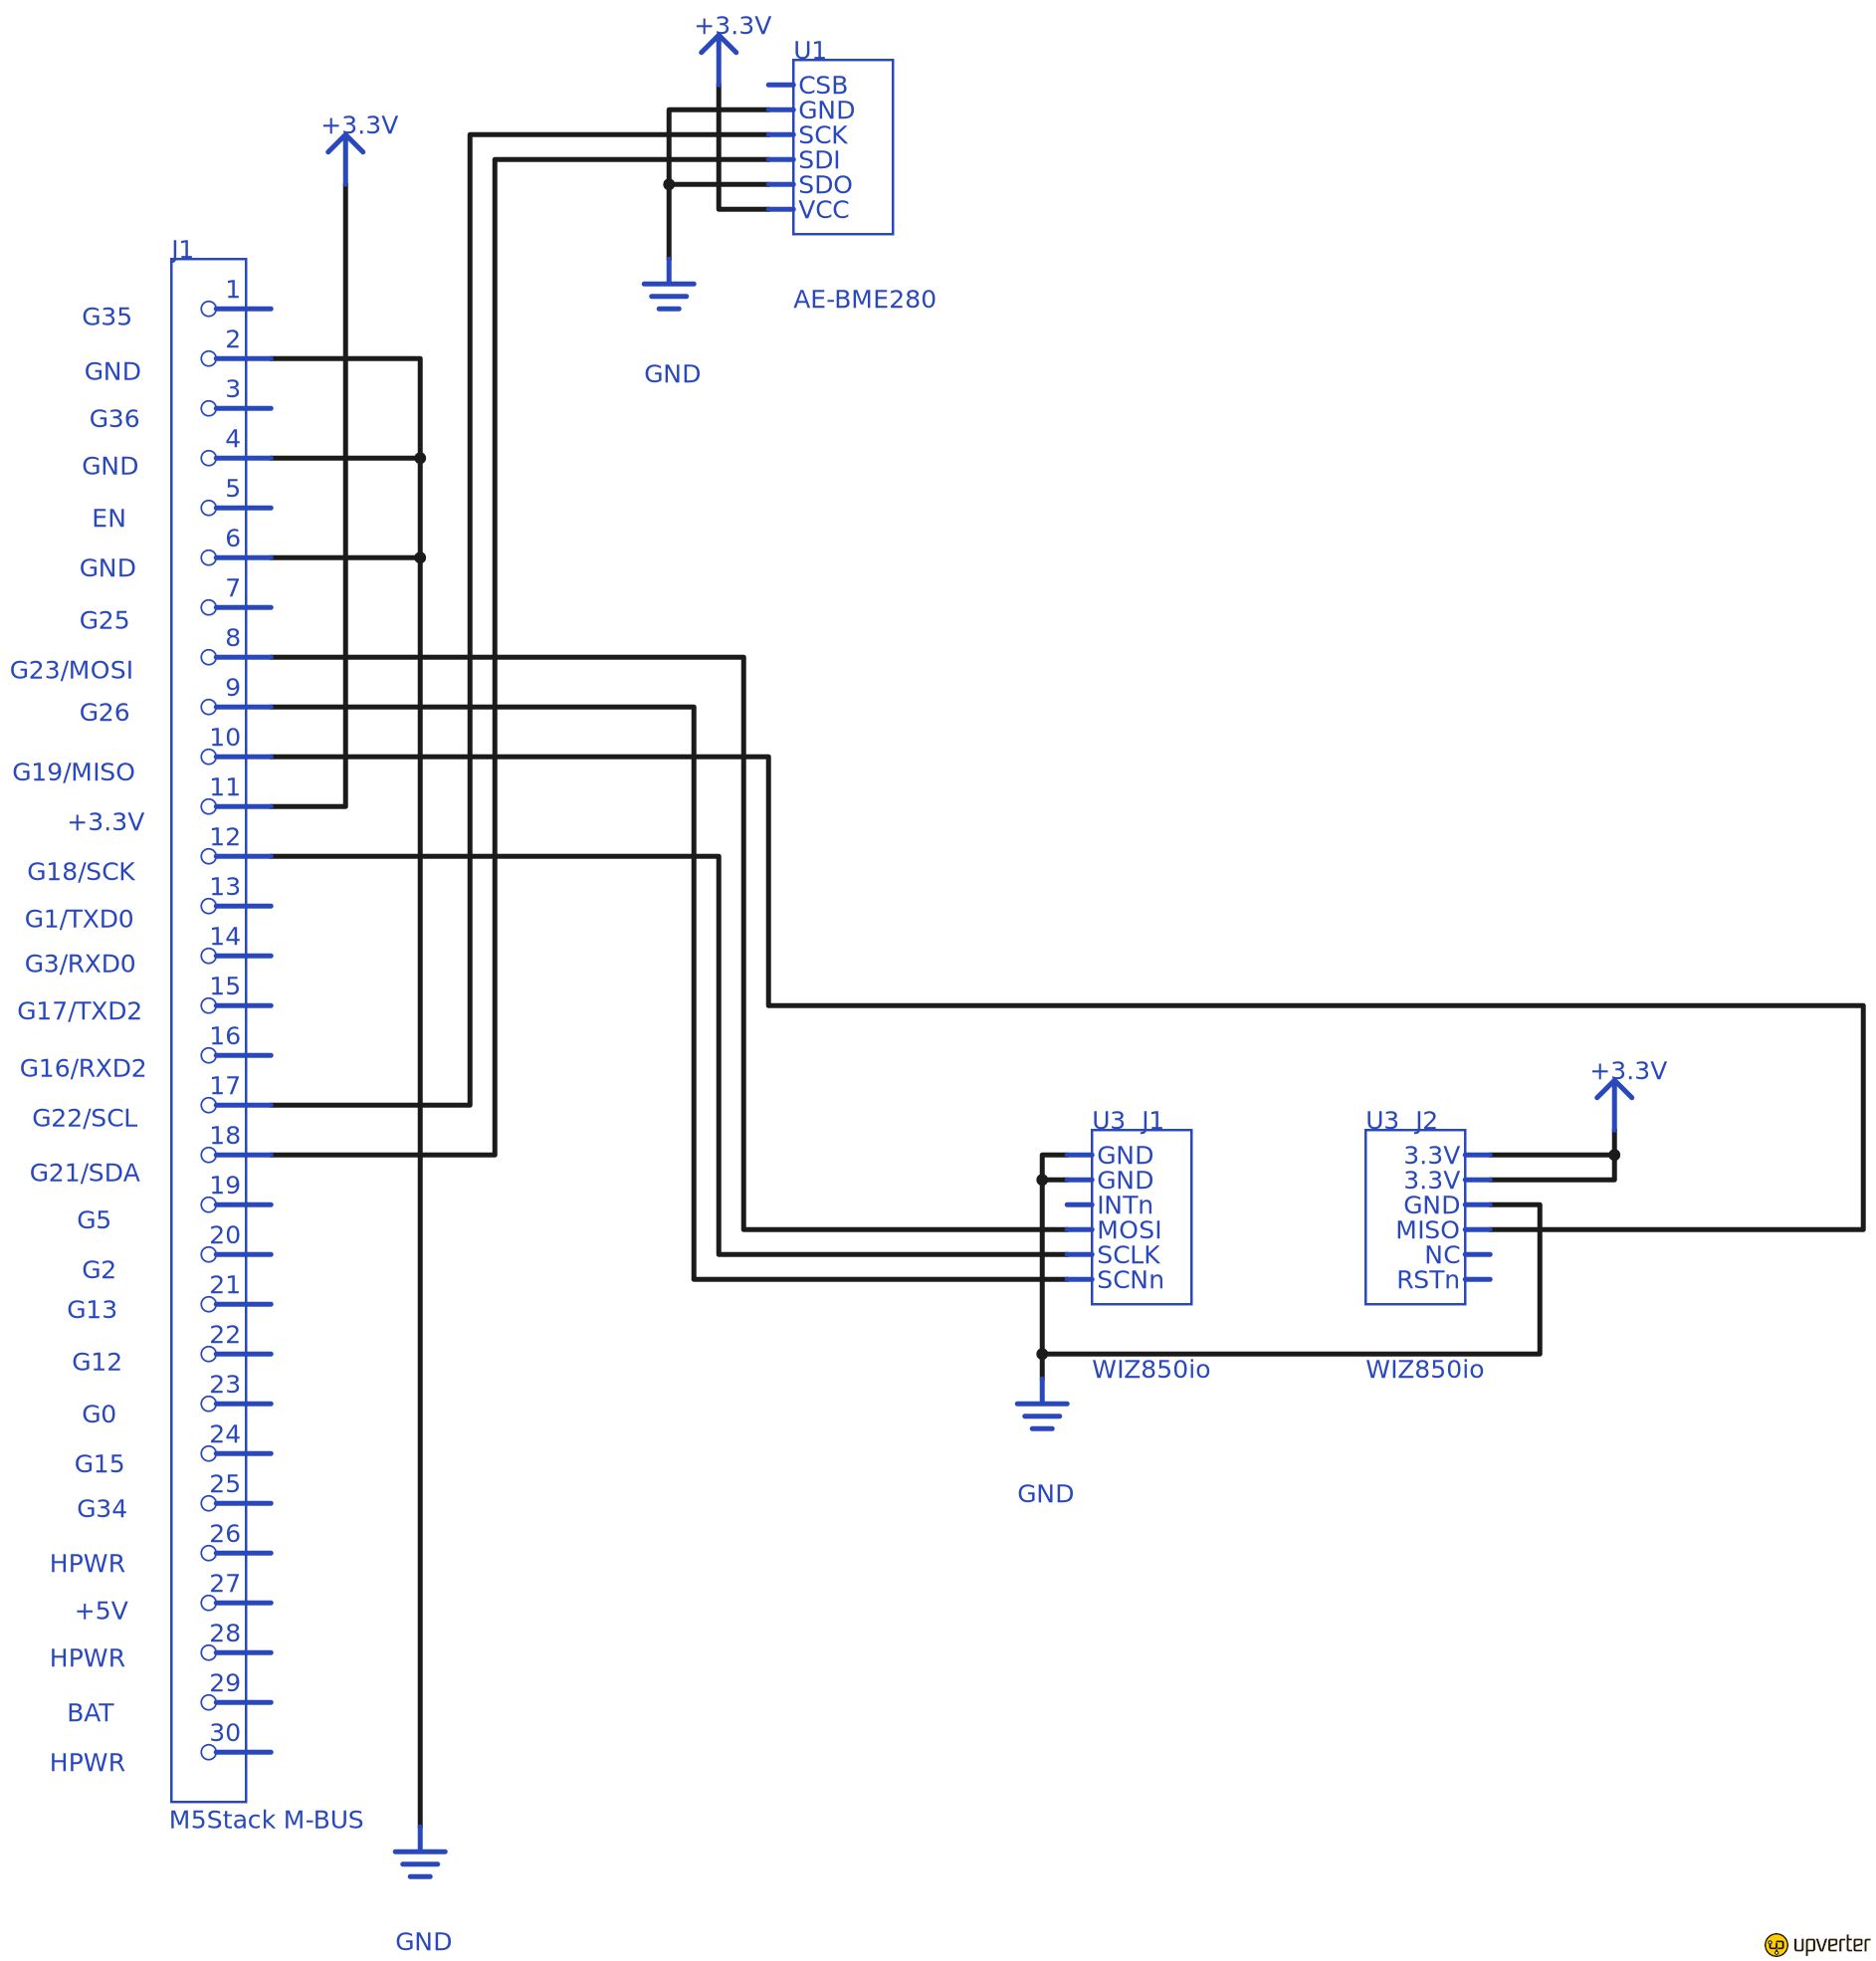 +3.3V
U1
CSB
GND
SCK
SDI
SDO
VCC
AE-BME280
GND
+3.3V
J1
1
G35
2
GND
3
G36
4
GND
5
EN
6
GND
7
G25
8
G23/MOSI
9
G26
10
G19/MISO
11
+3.3V
12
G18/SCK
13
G1/TXD0
14
G3/RXD0
15
G17/TXD2
16
G16/RXD2
17
G22/SCL
18
G21/SDA
19
G5
20
G2
21
G13
22
G12
23
G0
24
G15
25
G34
26
HPWR
27
+5V
28
HPWR
29
BAT
30
HPWR
M5Stack M-BUS
GND
U3 J1
GND
GND
INTn
MOSI
SCLK
SCNn
WIZ850io
GND
+3.3V
U3 J2
3.3V
3.3V
GND
MISO
NC
RSTn
WIZ850io
upverter